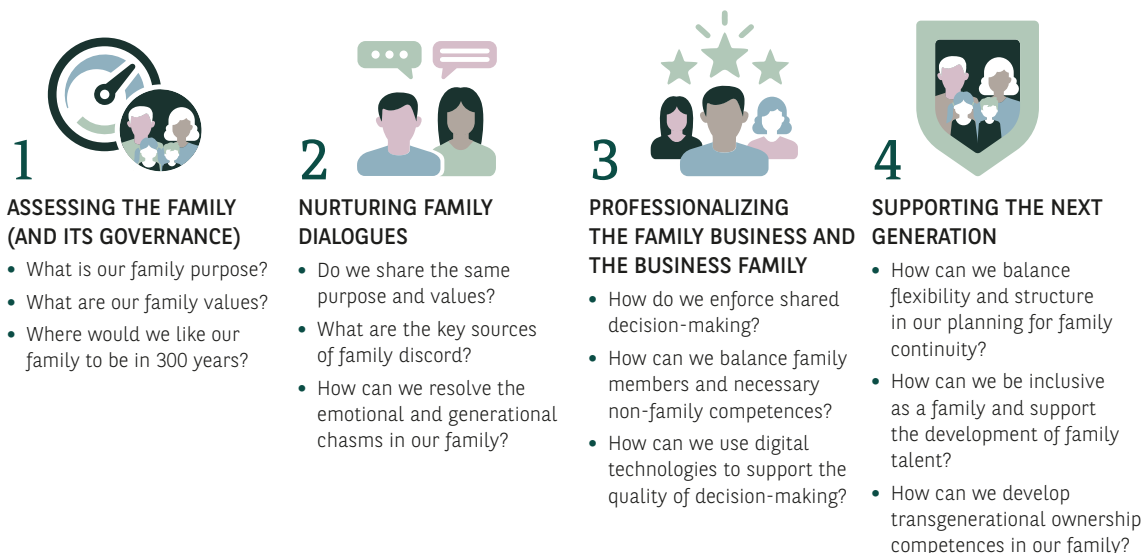 1
ASSESSING THE FAMILY
(AND ITS GOVERNANCE)
• What is our family purpose?
• What are our family values?
• Where would we like our
family to be in 300 years?
2
NURTURING FAMILY
DIALOGUES
• Do we share the same
purpose and values?
• What are the key sources
of family discord?
• How can we resolve the
emotional and generational
chasms in our family?
3
PROFESSIONALIZING
THE FAMILY BUSINESS AND
THE BUSINESS FAMILY
• How do we enforce shared
decision-making?
• How can we balance family
members and necessary
non-family competences?
• How can we use digital
technologies to support the
quality of decision-making?
4
SUPPORTING THE NEXT
GENERATION
• How can we balance
flexibility and structure
in our planning for family
continuity?
• How can we be inclusive
as a family and support
the development of family
talent?
• How can we develop
transgenerational ownership
competences in our family?